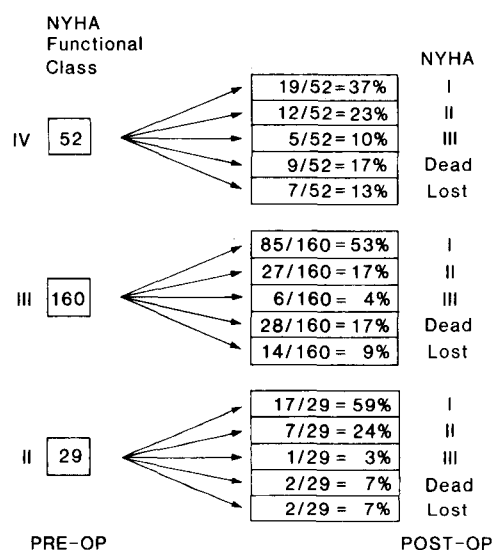 NYHA
Functional
Class
NYHA
IV 52
19/52=37% I
12/52=23% II
5/52=10% III
9/52=17% Dead
7/52=13% Lost
III 160
85/160=53% I
27/160=17% II
6/160= 4% III
28/160=17% Dead
14/160= 9% Lost
II 29
17/29=59% I
7/29=24% II
1/29= 3% III
2/29= 7% Dead
2/29= 7% Lost
PRE-OP POST-OP